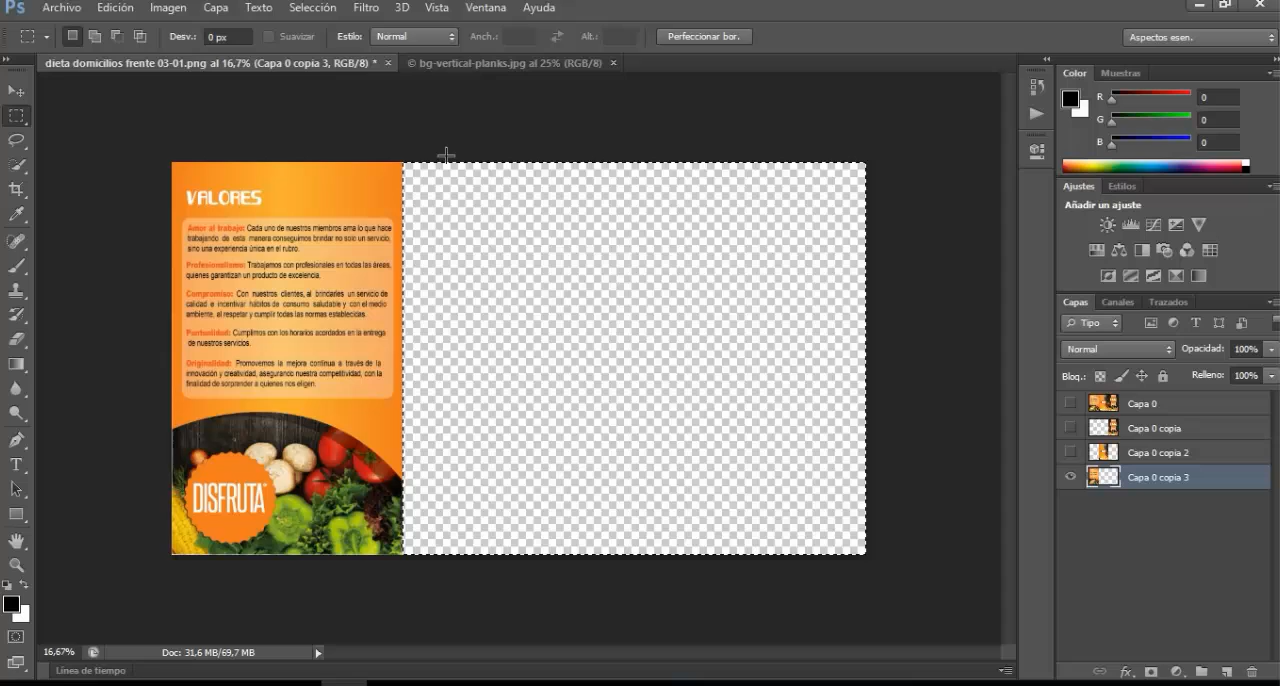 Ps Archivo Edición Imagen Capa Texto Selección Filtro 3D Vista Ventana Ayuda
Desv.: 0 px Suavizar Estilo: Normal Anch.: Alt.: Perfeccionar bor. Aspectos esen.
dieta domicilios frente 03-01.png al 16,7% (Capa 0 copia 3, RGB/8) * × © bg-vertical-planks.jpg al 25% (RGB/8) ×
Color Muestras
R 0
G 0
B 0
Ajustes Estilos
Añadir un ajuste
Capas Canales Trazados
Tipo
Normal Opacidad: 100%
Bloq.: Relleno: 100%
Capa 0
Capa 0 copia
Capa 0 copia 2
Capa 0 copia 3
VALORES
Amor al trabajo: Cada uno de nuestros miembros ama lo que hace
trabajando de esta manera conseguimos brindar no solo un servicio,
sino una experiencia única en el rubro.
Profesionalismo: Trabajamos con profesionales en todas las áreas,
quienes garantizan un producto de excelencia.
Compromiso: Con nuestros clientes, al brindarles un servicio de
calidad e incentivar hábitos de consumo saludable y con el medio
ambiente, al respetar y cumplir todas las normas establecidas.
Puntualidad: Cumplimos con los horarios acordados en la entrega
de nuestros servicios.
Originalidad: Promovemos la mejora continua a través de la
innovación y creatividad, asegurando nuestra competitividad, con la
finalidad de sorprender a quienes nos eligen.
DISFRUTA
16,67% Doc: 31,6 MB/69,7 MB
Línea de tiempo